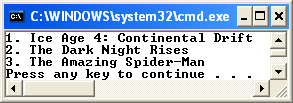 C:\WINDOWS\system32\cmd.exe
1. Ice Age 4: Continental Drift
2. The Dark Night Rises
3. The Amazing Spider-Man
Press any key to continue . . .